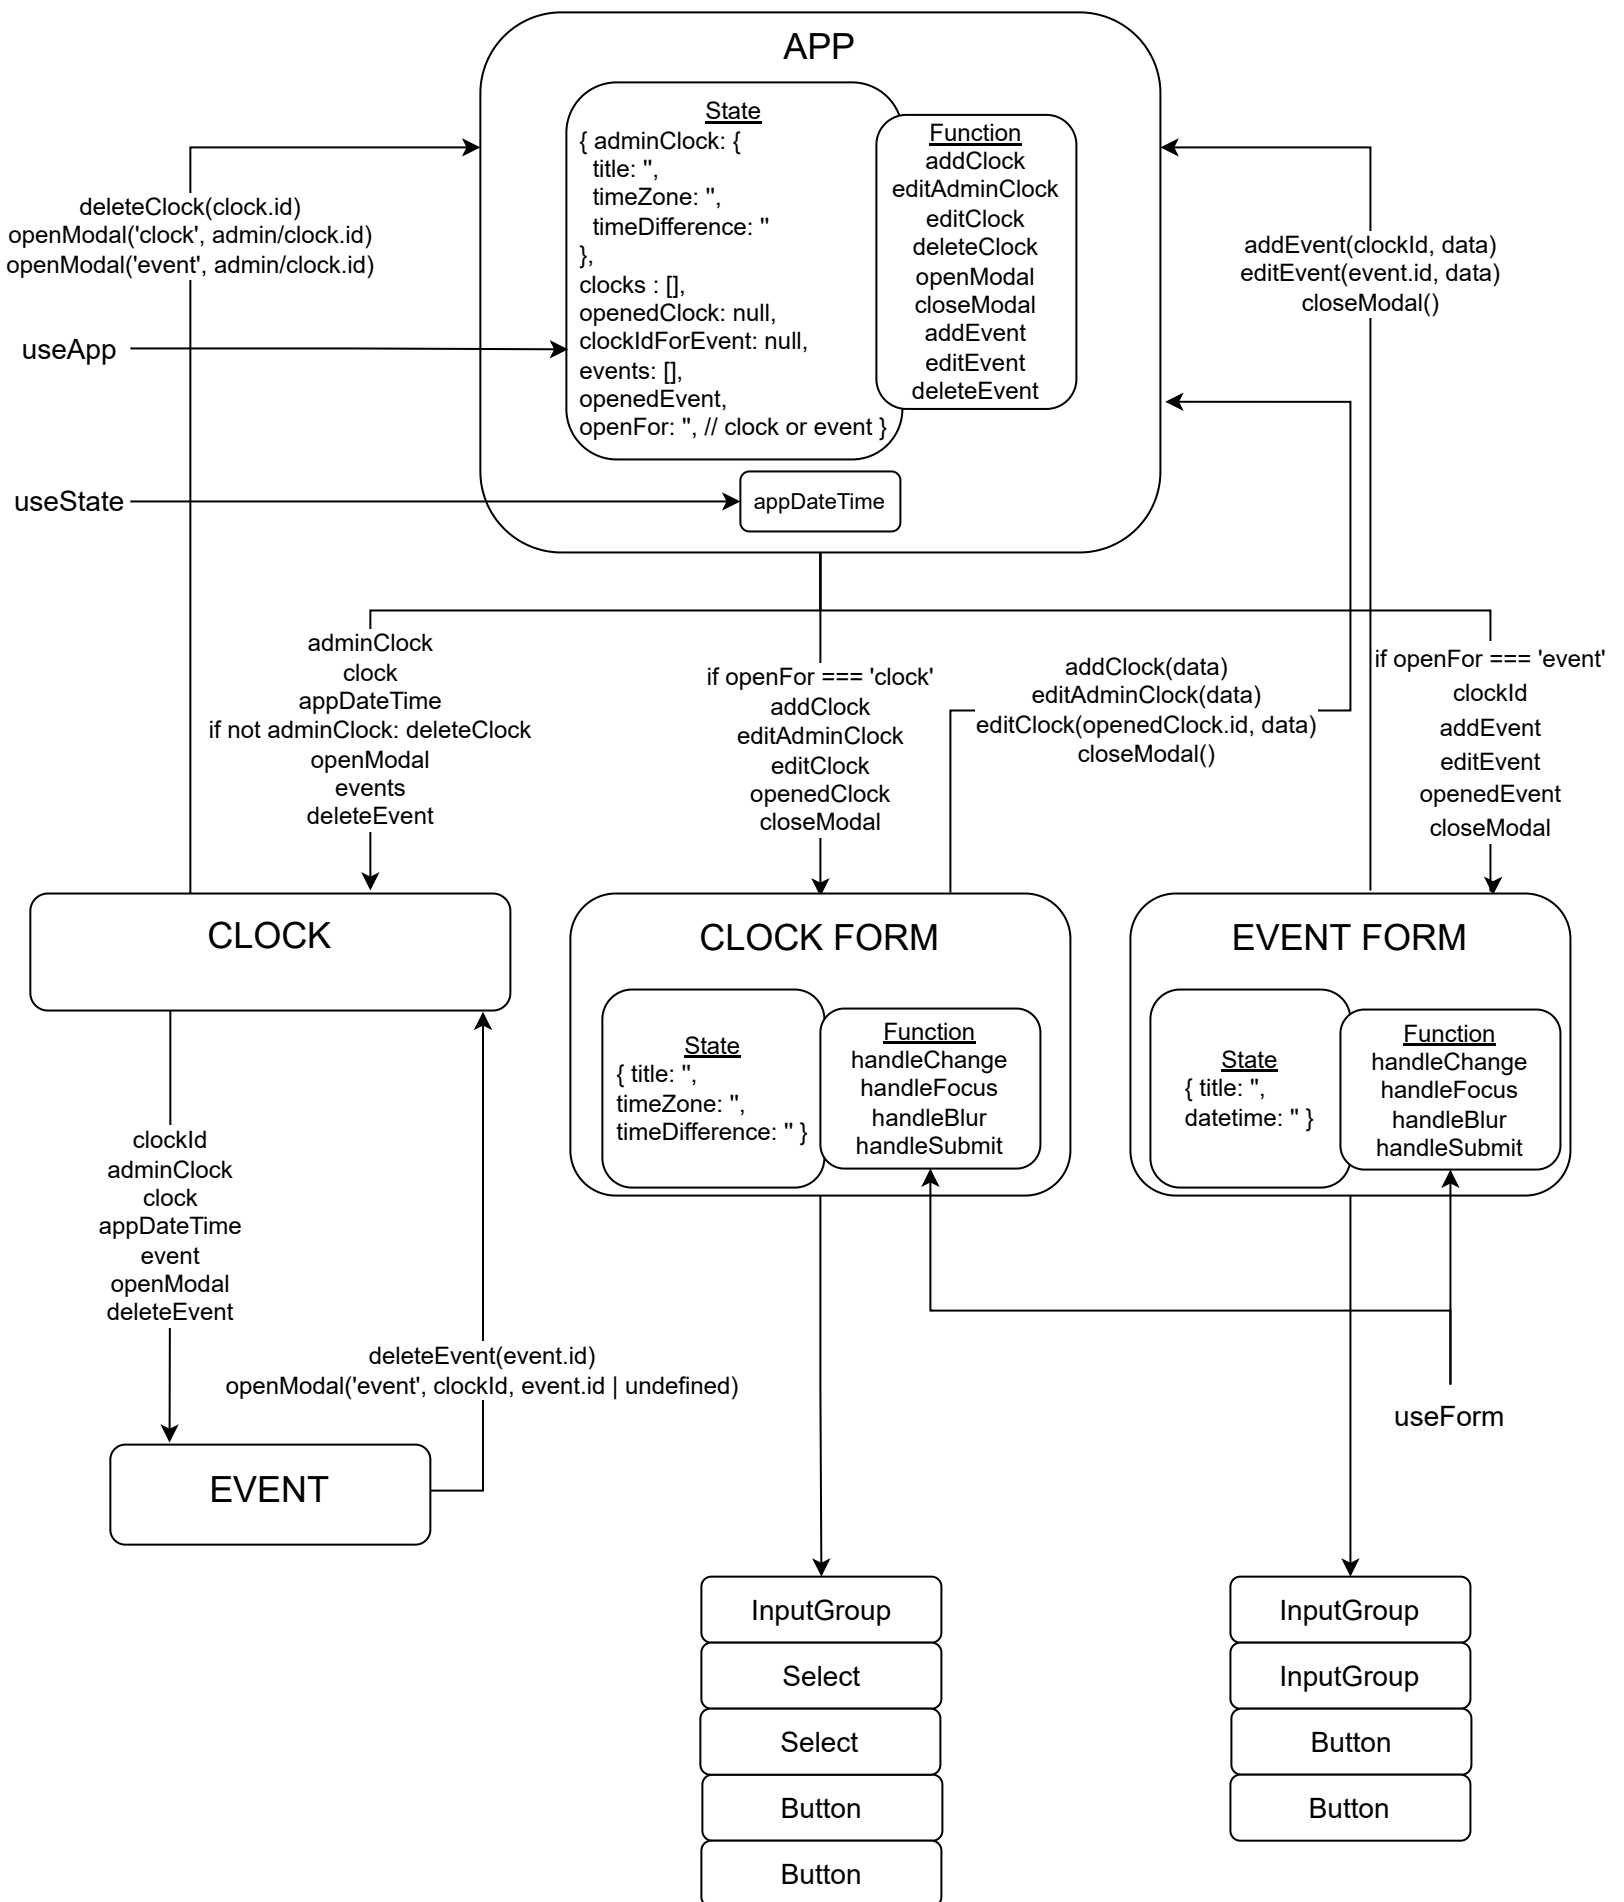 APP
State
{ adminClock: {
title: '',
timeZone: '',
timeDifference: ''
},
clocks : [],
openedClock: null,
clockIdForEvent: null,
events: [],
openedEvent,
openFor: '', // clock or event }
Function
addClock
editAdminClock
editClock
deleteClock
openModal
closeModal
addEvent
editEvent
deleteEvent
appDateTime
deleteClock(clock.id)
openModal('clock', admin/clock.id)
openModal('event', admin/clock.id)
useApp
useState
addEvent(clockId, data)
editEvent(event.id, data)
closeModal()
adminClock
clock
appDateTime
if not adminClock: deleteClock
openModal
events
deleteEvent
if openFor === 'clock'
addClock
editAdminClock
editClock
openedClock
closeModal
addClock(data)
editAdminClock(data)
editClock(openedClock.id, data)
closeModal()
if openFor === 'event'
clockId
addEvent
editEvent
openedEvent
closeModal
CLOCK
CLOCK FORM
State
{ title: '',
timeZone: '',
timeDifference: '' }
Function
handleChange
handleFocus
handleBlur
handleSubmit
EVENT FORM
State
{ title: '',
datetime: '' }
Function
handleChange
handleFocus
handleBlur
handleSubmit
clockId
adminClock
clock
appDateTime
event
openModal
deleteEvent
deleteEvent(event.id)
openModal('event', clockId, event.id | undefined)
useForm
EVENT
InputGroup
Select
Select
Button
Button
InputGroup
InputGroup
Button
Button